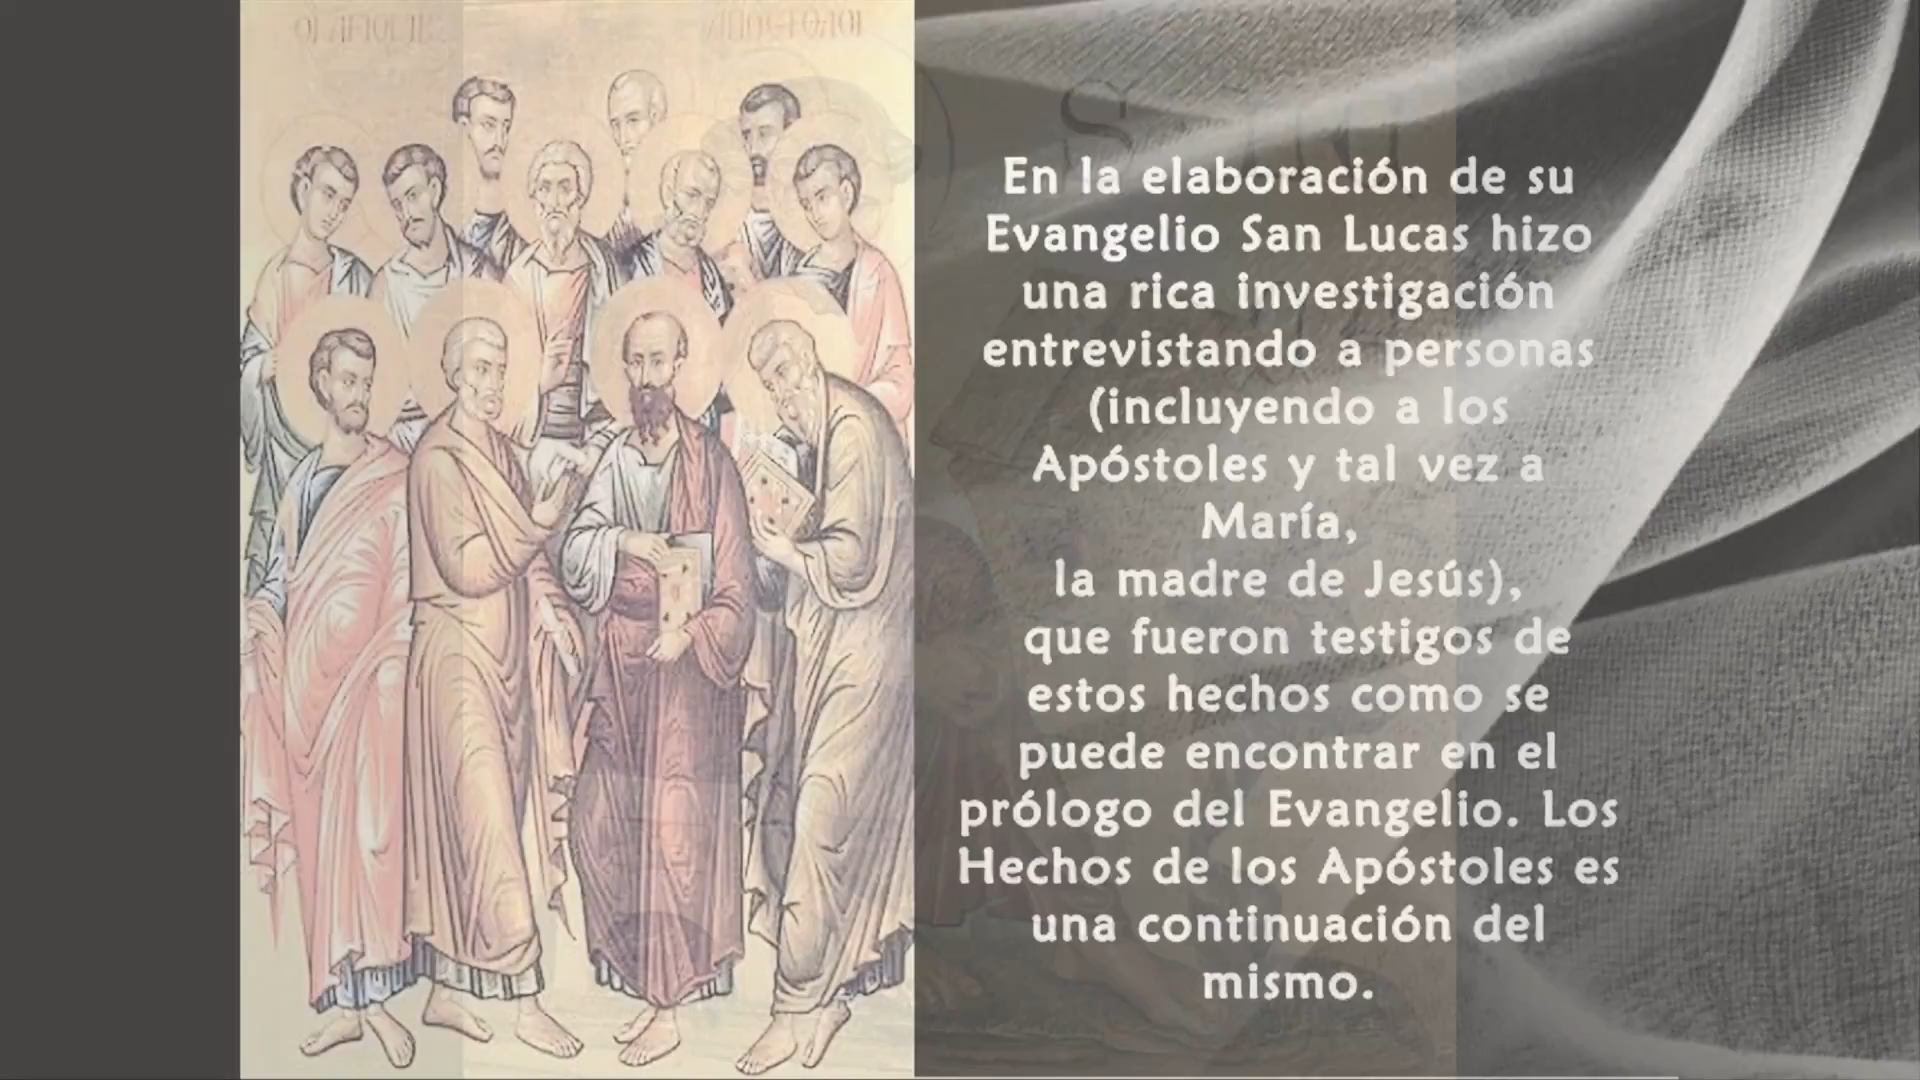 En la elaboración de su
Evangelio San Lucas hizo
una rica investigación
entrevistando a personas
(incluyendo a los
Apóstoles y tal vez a
María,
la madre de Jesús),
que fueron testigos de
estos hechos como se
puede encontrar en el
prólogo del Evangelio. Los
Hechos de los Apóstoles es
una continuación del
mismo.